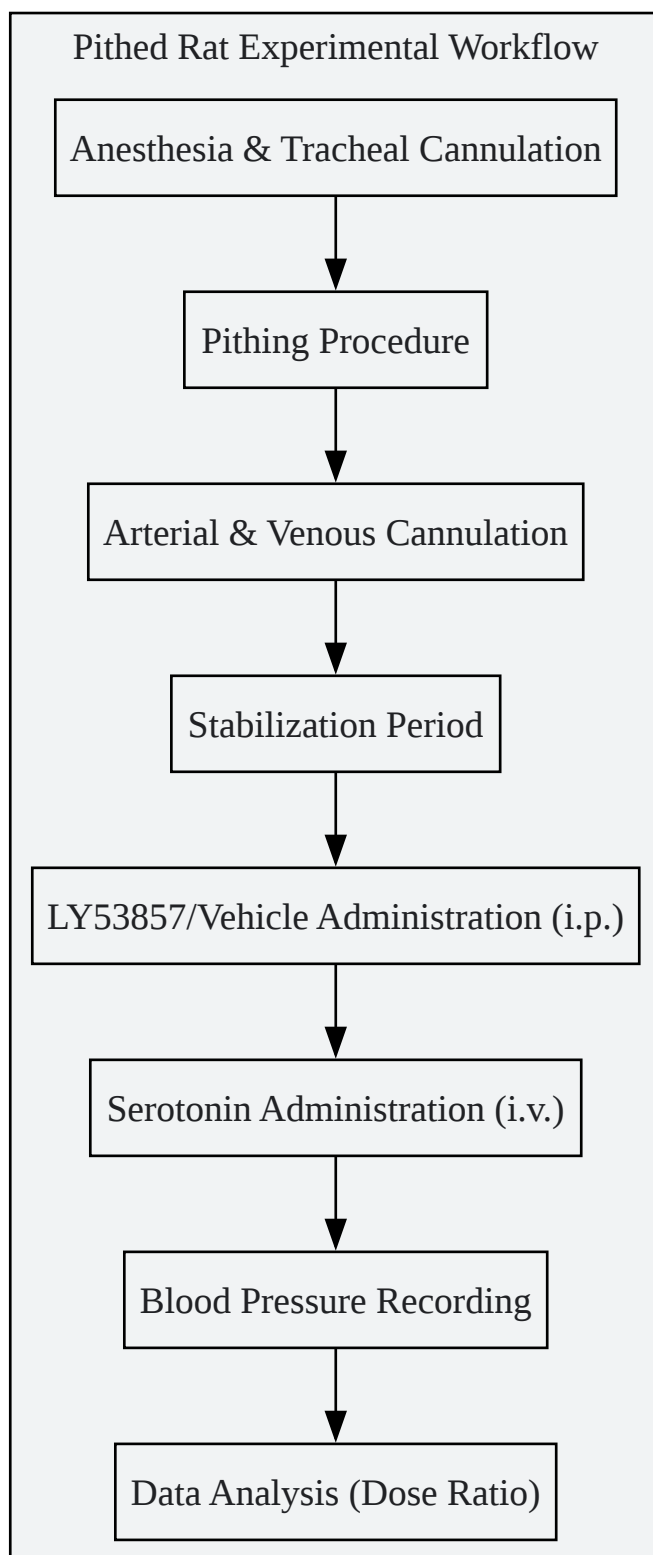 Pithed Rat Experimental Workflow
Anesthesia & Tracheal Cannulation
Pithing Procedure
Arterial & Venous Cannulation
Stabilization Period
LY53857/Vehicle Administration (i.p.)
Serotonin Administration (i.v.)
Blood Pressure Recording
Data Analysis (Dose Ratio)